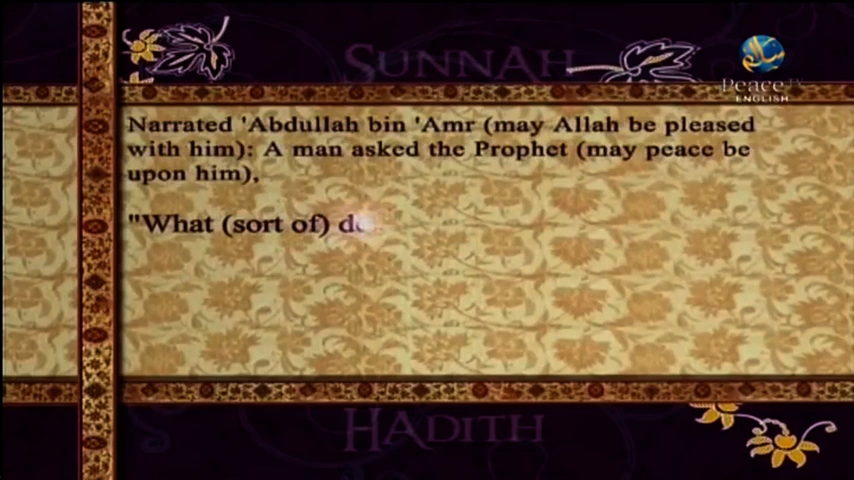 SUNNAH
Peace TV
ENGLISH
Narrated 'Abdullah bin 'Amr (may Allah be pleased
with him): A man asked the Prophet (may peace be
upon him),
"What (sort of) de
HADITH